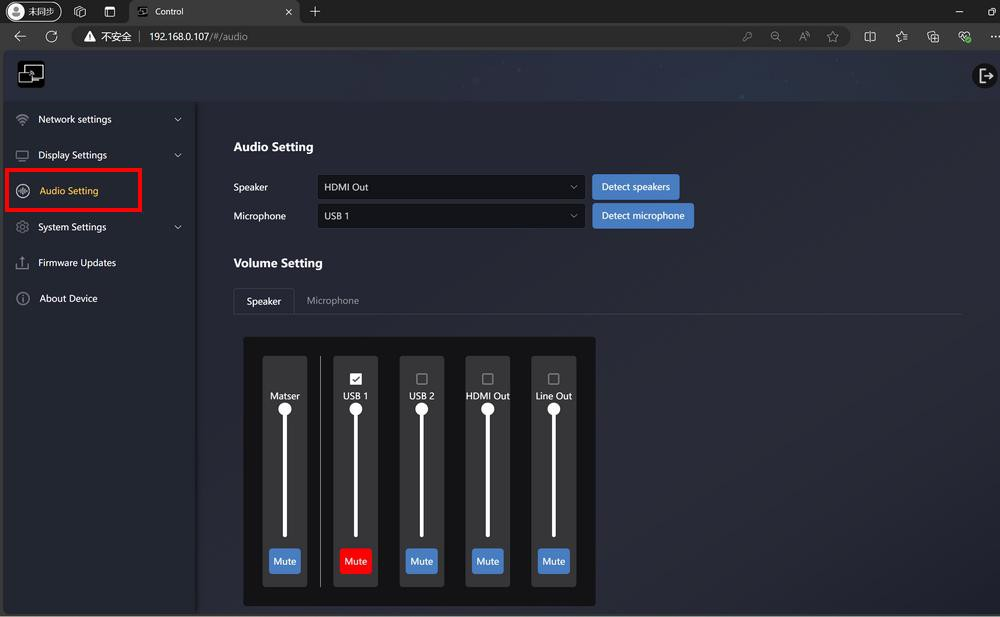 未同步
Control
不安全
192.168.0.107/#/audio
Network settings
Display Settings
Audio Setting
System Settings
Firmware Updates
About Device
Audio Setting
Speaker
HDMI Out
Detect speakers
Microphone
USB 1
Detect microphone
Volume Setting
Speaker
Microphone
Matser
USB 1
USB 2
HDMI Out
Line Out
Mute
Mute
Mute
Mute
Mute